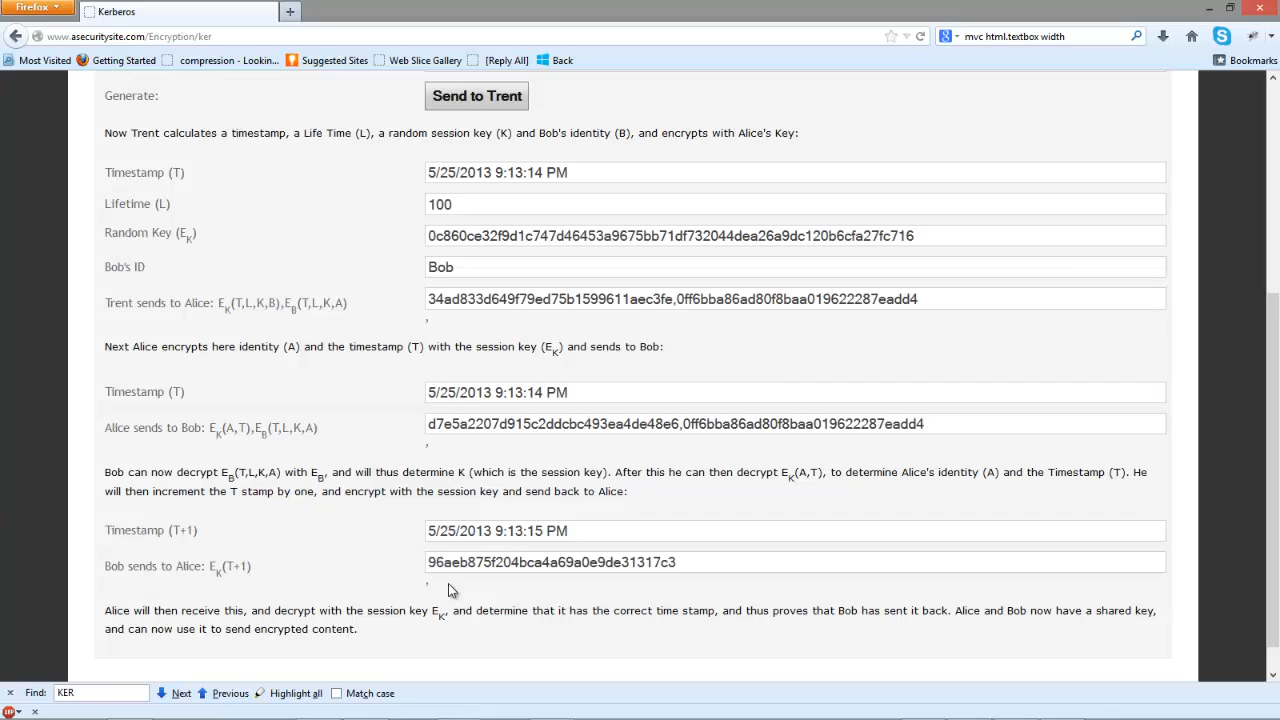 Firefox
Kerberos
www.asecuritysite.com/Encryption/ker
mvc html.textbox width
Most Visited Getting Started compression - Lookin... Suggested Sites Web Slice Gallery [Reply All] Back Bookmarks
Generate: Send to Trent
Now Trent calculates a timestamp, a Life Time (L), a random session key (K) and Bob's identity (B), and encrypts with Alice's Key:
Timestamp (T) 5/25/2013 9:13:14 PM
Lifetime (L) 100
Random Key (EK) 0c860ce32f9d1c747d46453a9675bb71df732044dea26a9dc120b6cfa27fc716
Bob's ID Bob
Trent sends to Alice: EK(T,L,K,B),EB(T,L,K,A) 34ad833d649f79ed75b1599611aec3fe,0ff6bba86ad80f8baa019622287eadd4
,
Next Alice encrypts here identity (A) and the timestamp (T) with the session key (EK) and sends to Bob:
Timestamp (T) 5/25/2013 9:13:14 PM
Alice sends to Bob: EK(A,T),EB(T,L,K,A) d7e5a2207d915c2ddcbc493ea4de48e6,0ff6bba86ad80f8baa019622287eadd4
,
Bob can now decrypt EB(T,L,K,A) with EB, and will thus determine K (which is the session key). After this he can then decrypt EK(A,T), to determine Alice's identity (A) and the Timestamp (T). He
will then increment the T stamp by one, and encrypt with the session key and send back to Alice:
Timestamp (T+1) 5/25/2013 9:13:15 PM
Bob sends to Alice: EK(T+1) 96aeb875f204bca4a69a0e9de31317c3
,
Alice will then receive this, and decrypt with the session key EK, and determine that it has the correct time stamp, and thus proves that Bob has sent it back. Alice and Bob now have a shared key,
and can now use it to send encrypted content.
Find: KER Next Previous Highlight all Match case